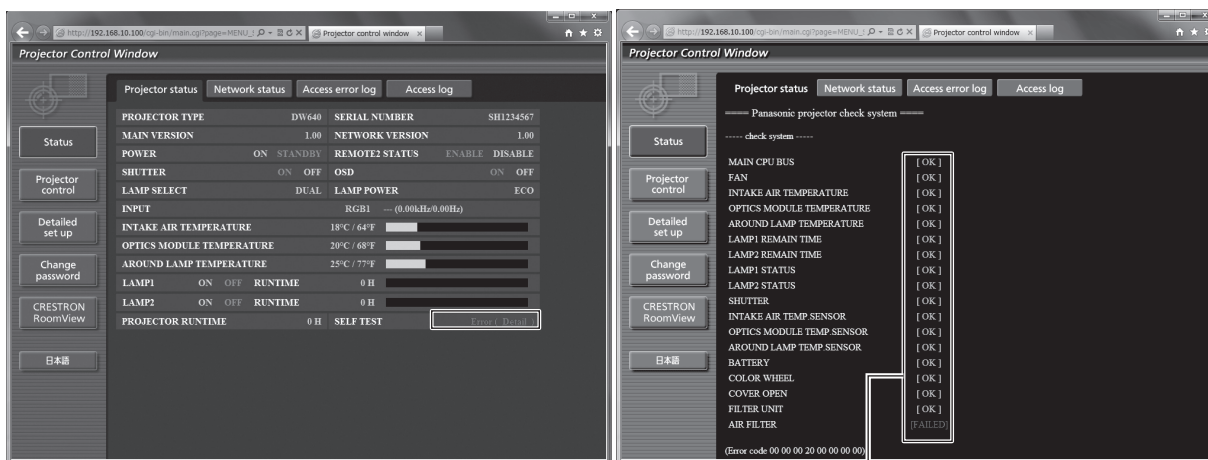 http://192.168.10.100/cgi-bin/main.cgi?page=MENU_S
Projector control window
Projector Control Window
Projector status Network status Access error log Access log
Status
Projector control
Detailed set up
Change password
CRESTRON RoomView
日本語
PROJECTOR TYPE DW640 SERIAL NUMBER SH1234567
MAIN VERSION 1.00 NETWORK VERSION 1.00
POWER ON STANDBY REMOTE2 STATUS ENABLE DISABLE
SHUTTER ON OFF OSD ON OFF
LAMP SELECT DUAL LAMP POWER ECO
INPUT RGB1 --- (0.00kHz/0.00Hz)
INTAKE AIR TEMPERATURE 18°C / 64°F
OPTICS MODULE TEMPERATURE 20°C / 68°F
AROUND LAMP TEMPERATURE 25°C / 77°F
LAMP1 ON OFF RUNTIME 0 H
LAMP2 ON OFF RUNTIME 0 H
PROJECTOR RUNTIME 0 H SELF TEST Error ( Detail )
http://192.168.10.100/cgi-bin/main.cgi?page=MENU_S
Projector control window
Projector Control Window
Projector status Network status Access error log Access log
Status
Projector control
Detailed set up
Change password
CRESTRON RoomView
日本語
==== Panasonic projector check system ====
----- check system -----
MAIN CPU BUS [ OK ]
FAN [ OK ]
INTAKE AIR TEMPERATURE [ OK ]
OPTICS MODULE TEMPERATURE [ OK ]
AROUND LAMP TEMPERATURE [ OK ]
LAMP1 REMAIN TIME [ OK ]
LAMP2 REMAIN TIME [ OK ]
LAMP1 STATUS [ OK ]
LAMP2 STATUS [ OK ]
SHUTTER [ OK ]
INTAKE AIR TEMP.SENSOR [ OK ]
OPTICS MODULE TEMP.SENSOR [ OK ]
AROUND LAMP TEMP.SENSOR [ OK ]
BATTERY [ OK ]
COLOR WHEEL [ OK ]
COVER OPEN [ OK ]
FILTER UNIT [ OK ]
AIR FILTER [FAILED]
(Error code 00 00 00 20 00 00 00 00)